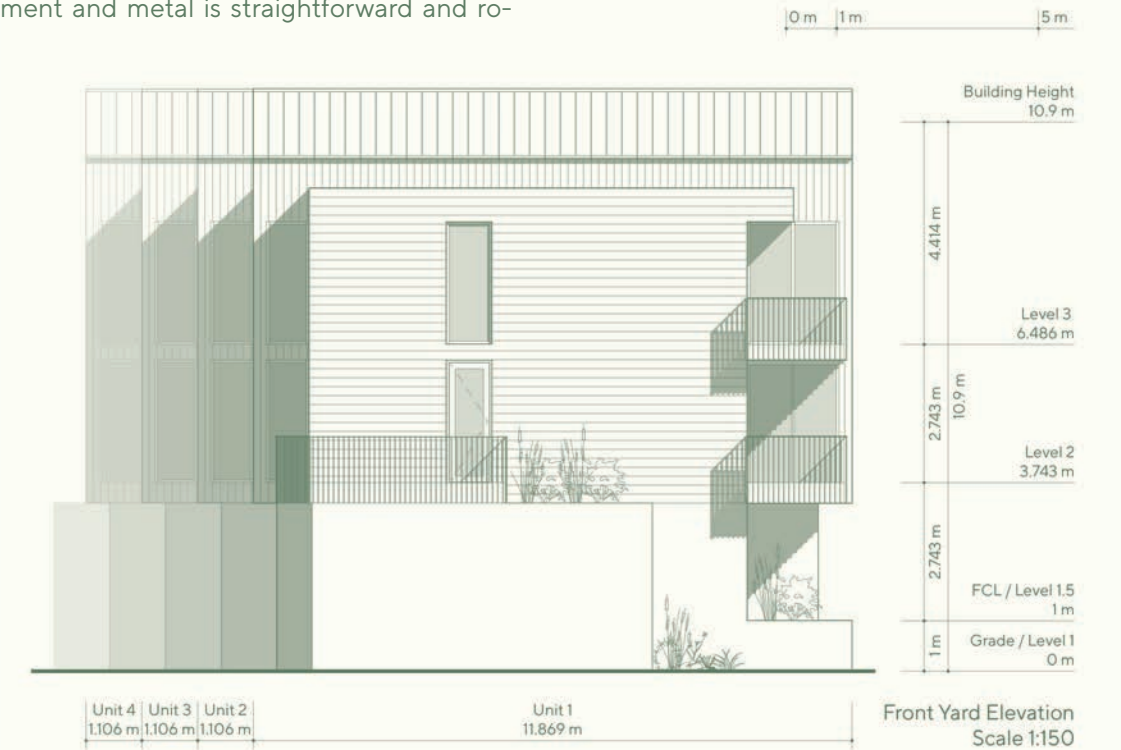 ment and metal is straightforward and ro-
0 m 1 m 5 m
Building Height
10.9 m
4.414 m
Level 3
6.486 m
2.743 m
10.9 m
Level 2
3.743 m
2.743 m
FCL / Level 1.5
1 m
1 m
Grade / Level 1
0 m
Unit 4 Unit 3 Unit 2 Unit 1
1.106 m 1.106 m 1.106 m 11.869 m
Front Yard Elevation
Scale 1:150